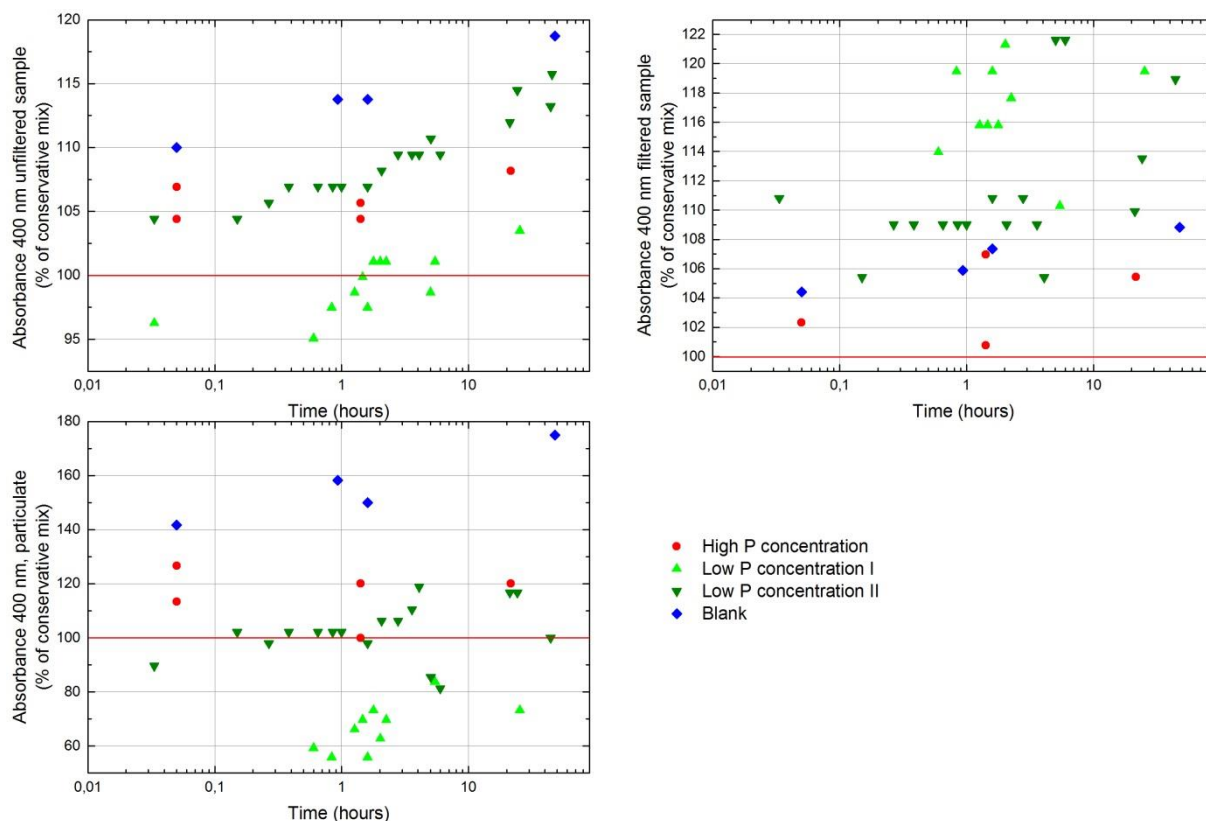 Absorbance 400 nm unfiltered sample
(% of conservative mix)
120
115
110
105
100
95
0,01
0,1
1
10
Time (hours)
Absorbance 400 nm filtered sample
(% of conservative mix)
122
120
118
116
114
112
110
108
106
104
102
100
0,01
0,1
1
10
Time (hours)
Absorbance 400 nm, particulate
(% of conservative mix)
180
160
140
120
100
80
60
0,01
0,1
1
10
Time (hours)
High P concentration
Low P concentration I
Low P concentration II
Blank